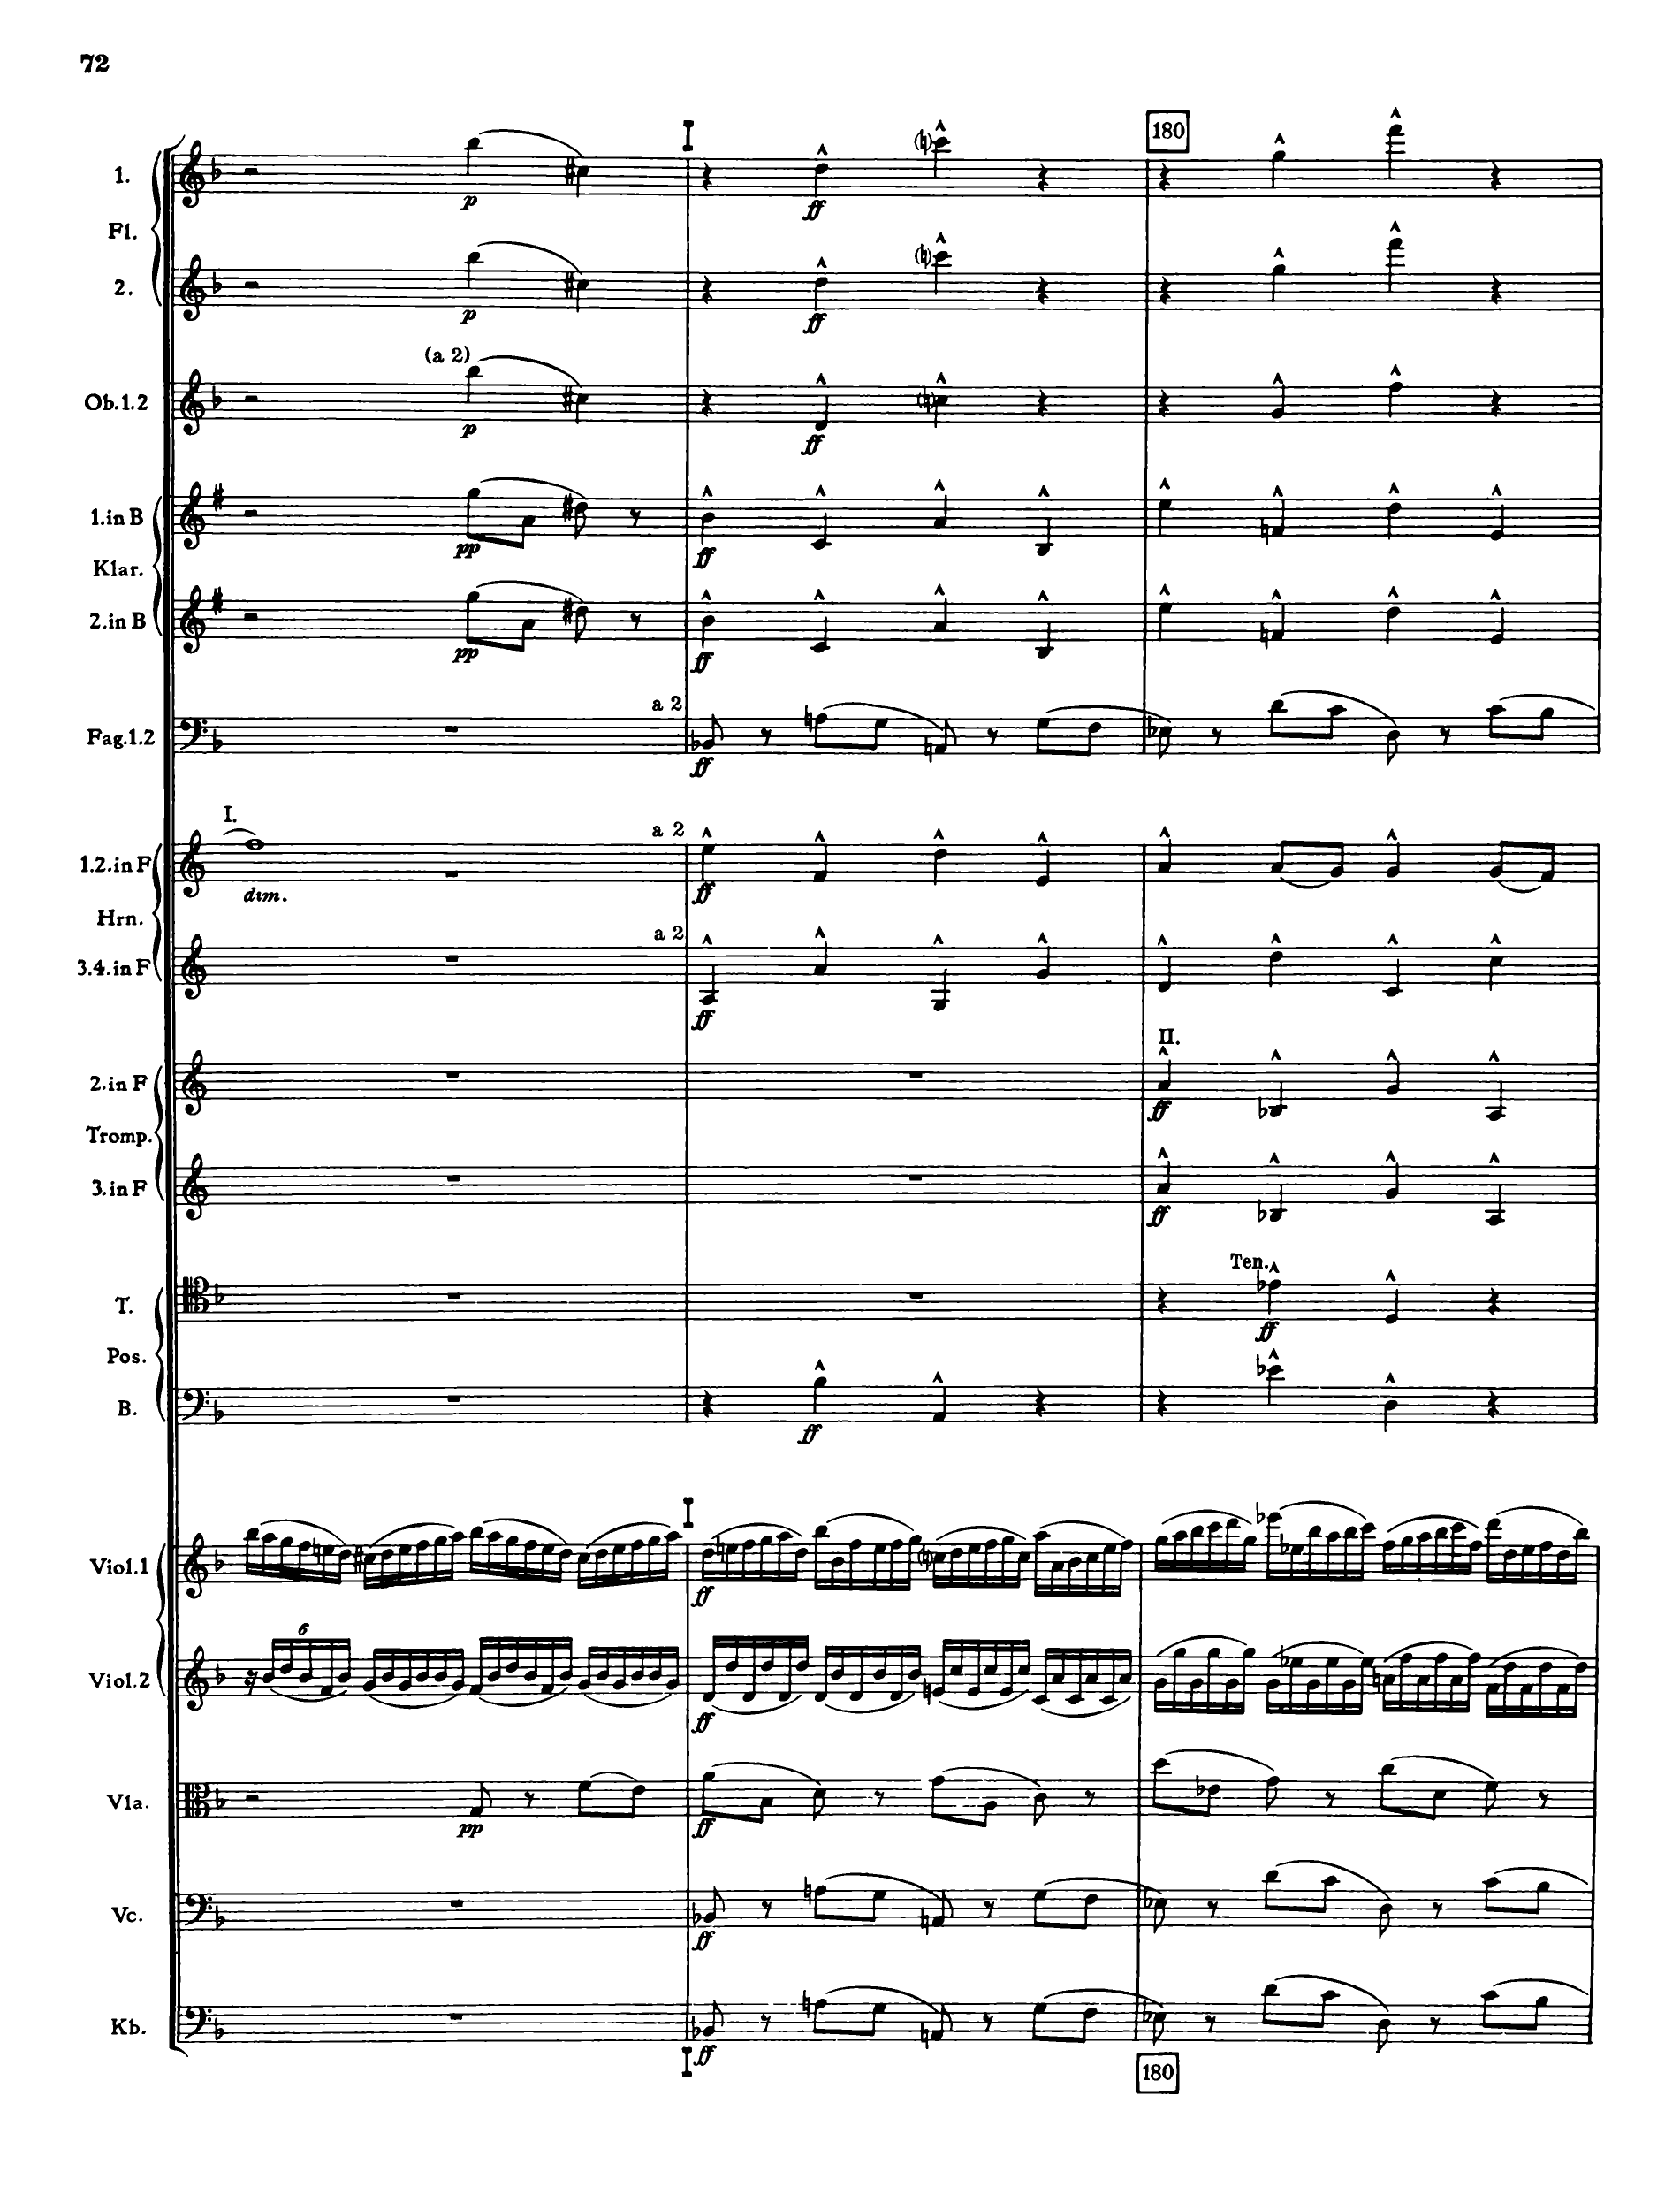 72
I
180
1.
Fl.
2.
p
ff
p
ff
(a 2)
Ob.1.2
p
ff
1.in B
pp
ff
Klar.
2.in B
pp
ff
a 2
Fag.1.2
ff
I.
a 2
1.2.in F
dim.
ff
Hrn.
a 2
3.4.in F
ff
II.
2.in F
ff
Tromp.
3.in F
ff
Ten.
T.
ff
Pos.
B.
ff
I
Viol.1
ff
6
Viol.2
ff
Vla.
pp
ff
Vc.
ff
Kb.
ff
I
180